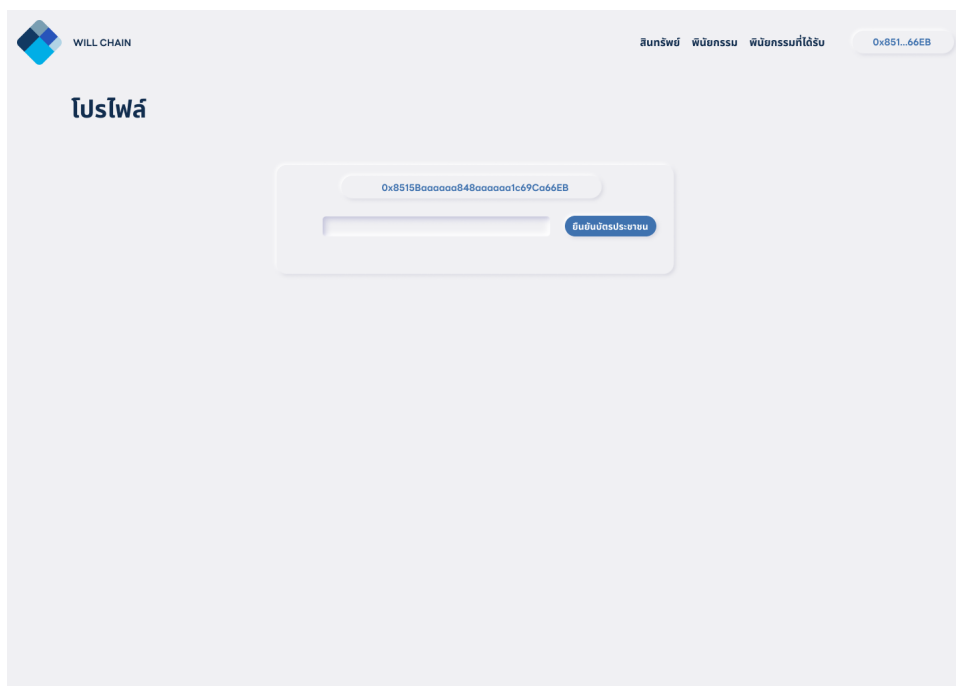 WILL CHAIN
สินทรัพย์ พินัยกรรม พินัยกรรมที่ได้รับ 0x851...66EB
โปรไฟล์
0x8515Baaaaaa848aaaaaa1c69Ca66EB
ยืนยันบัตรประชาชน